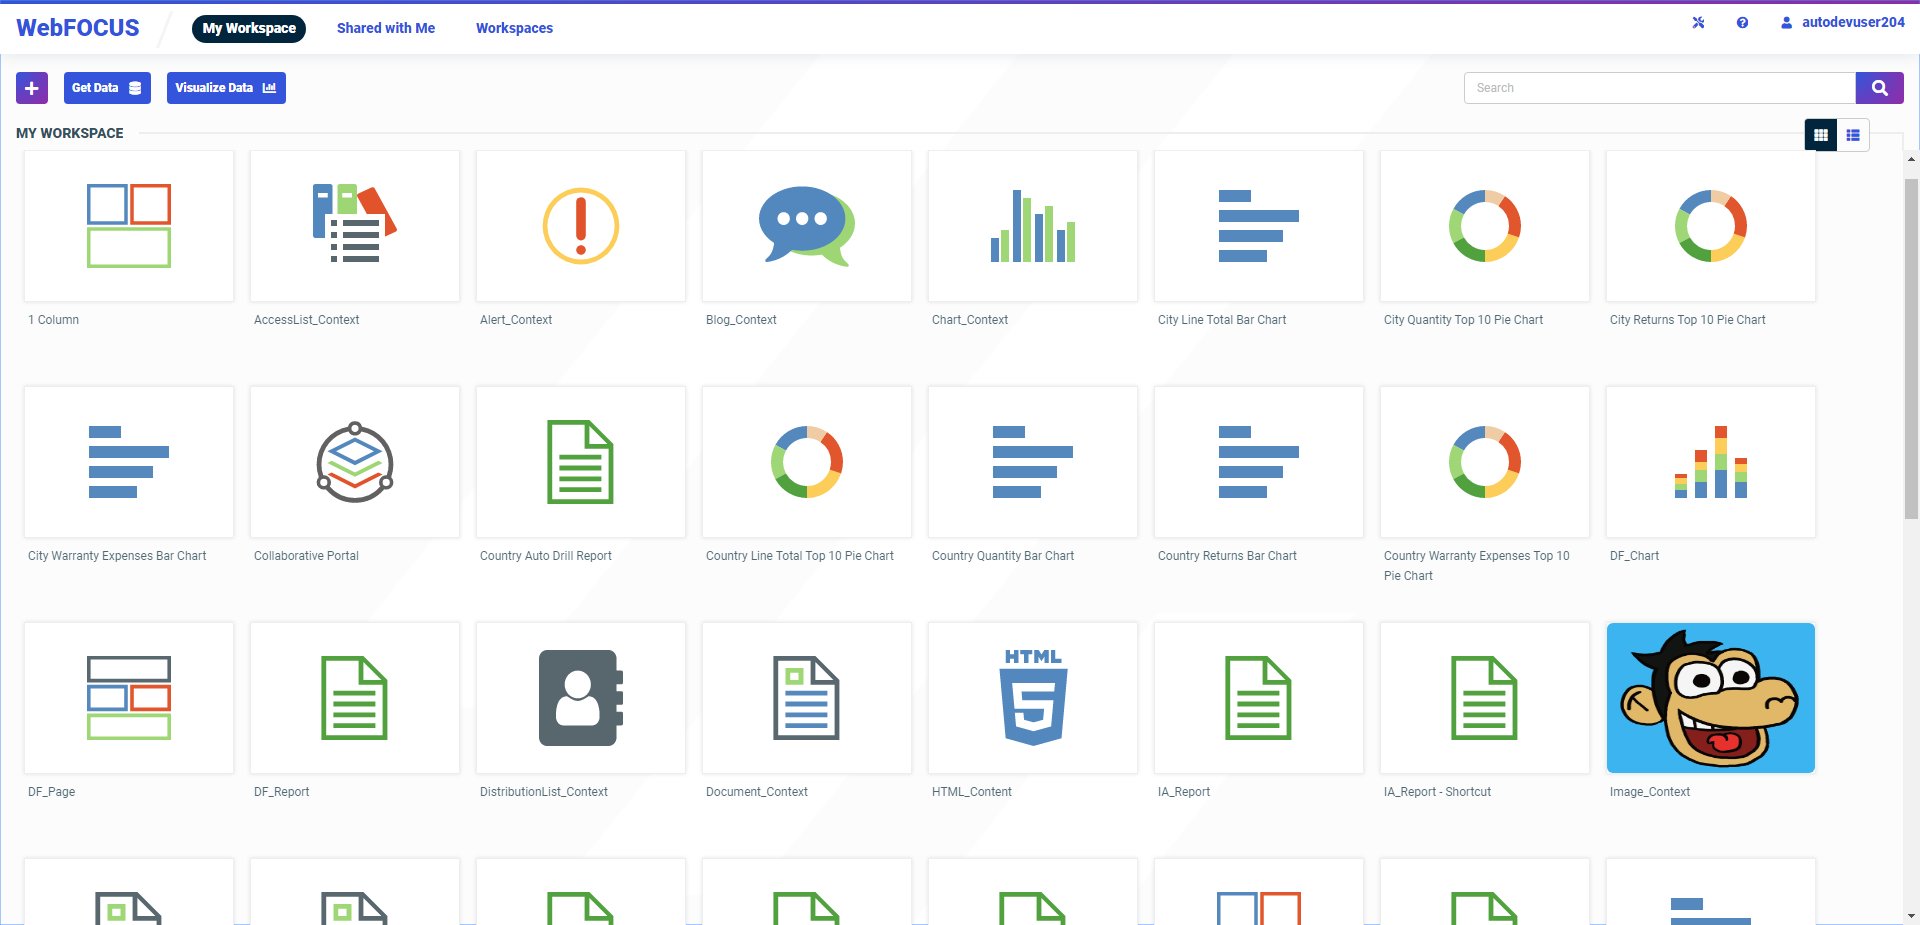 WebFOCUS
My Workspace
Shared with Me
Workspaces
autodevuser204
Get Data
Visualize Data
Search
MY WORKSPACE
1 Column
AccessList_Context
Alert_Context
Blog_Context
Chart_Context
City Line Total Bar Chart
City Quantity Top 10 Pie Chart
City Returns Top 10 Pie Chart
City Warranty Expenses Bar Chart
Collaborative Portal
Country Auto Drill Report
Country Line Total Top 10 Pie Chart
Country Quantity Bar Chart
Country Returns Bar Chart
Country Warranty Expenses Top 10
Pie Chart
DF_Chart
HTML
5
DF_Page
DF_Report
DistributionList_Context
Document_Context
HTML_Content
IA_Report
IA_Report - Shortcut
Image_Context